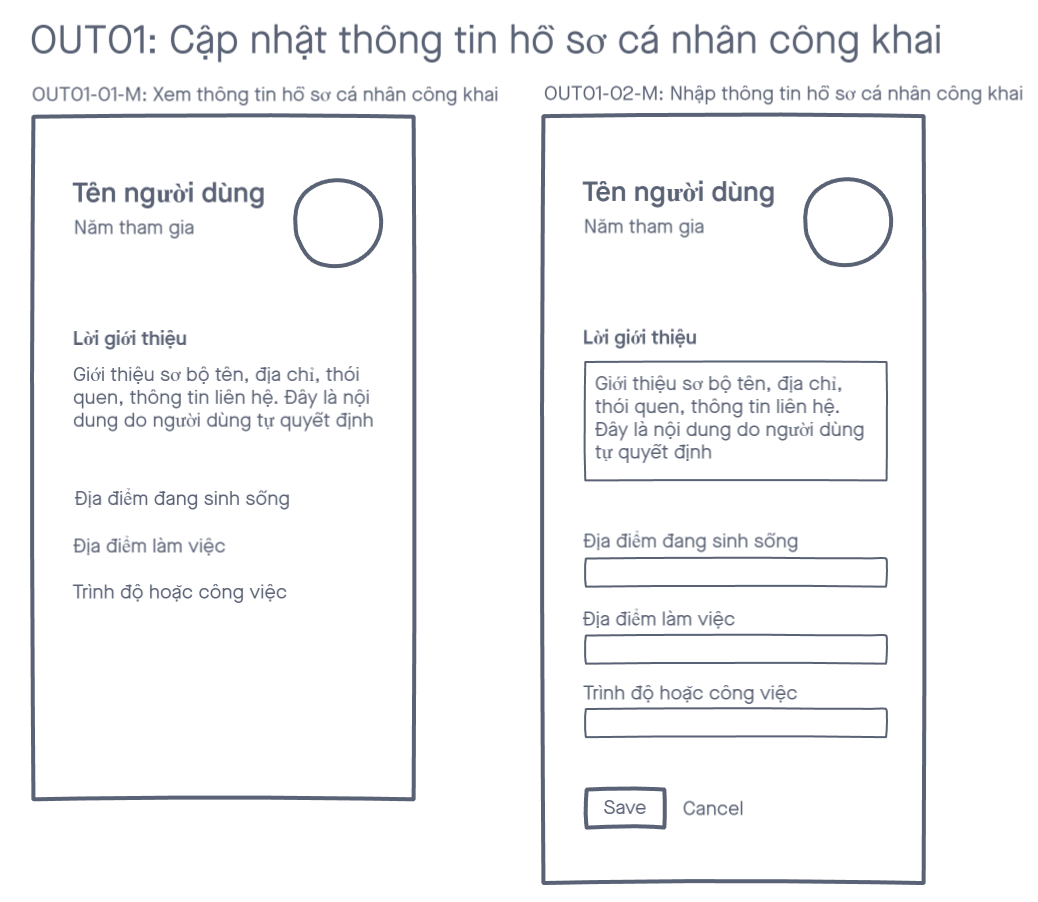 OUT01: Cập nhật thông tin hồ sơ cá nhân công khai
OUT01-01-M: Xem thông tin hồ sơ cá nhân công khai
Tên người dùng
Năm tham gia
Lời giới thiệu
Giới thiệu sơ bộ tên, địa chỉ, thói
quen, thông tin liên hệ. Đây là nội
dung do người dùng tự quyết định
Địa điểm đang sinh sống
Địa điểm làm việc
Trình độ hoặc công việc
OUT01-02-M: Nhập thông tin hồ sơ cá nhân công khai
Tên người dùng
Năm tham gia
Lời giới thiệu
Giới thiệu sơ bộ tên, địa chỉ,
thói quen, thông tin liên hệ.
Đây là nội dung do người dùng
tự quyết định
Địa điểm đang sinh sống
Địa điểm làm việc
Trình độ hoặc công việc
Save Cancel